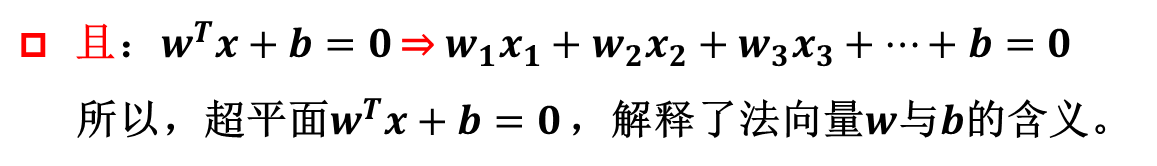 且：wᵀx + b = 0 ⇒ w₁x₁ + w₂x₂ + w₃x₃ + ⋯ + b = 0
所以，超平面wᵀx + b = 0，解释了法向量w与b的含义。